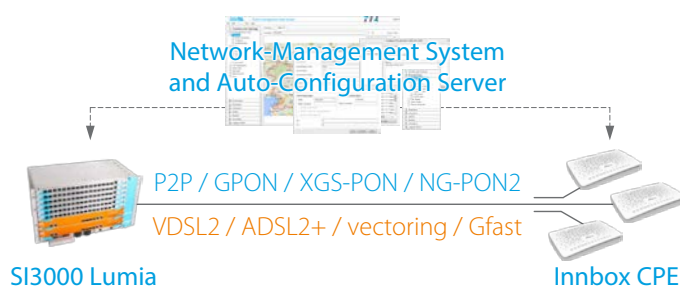 Network-Management System
and Auto-Configuration Server
P2P / GPON / XGS-PON / NG-PON2
VDSL2 / ADSL2+ / vectoring / Gfast
SI3000 Lumia
Innbox CPE